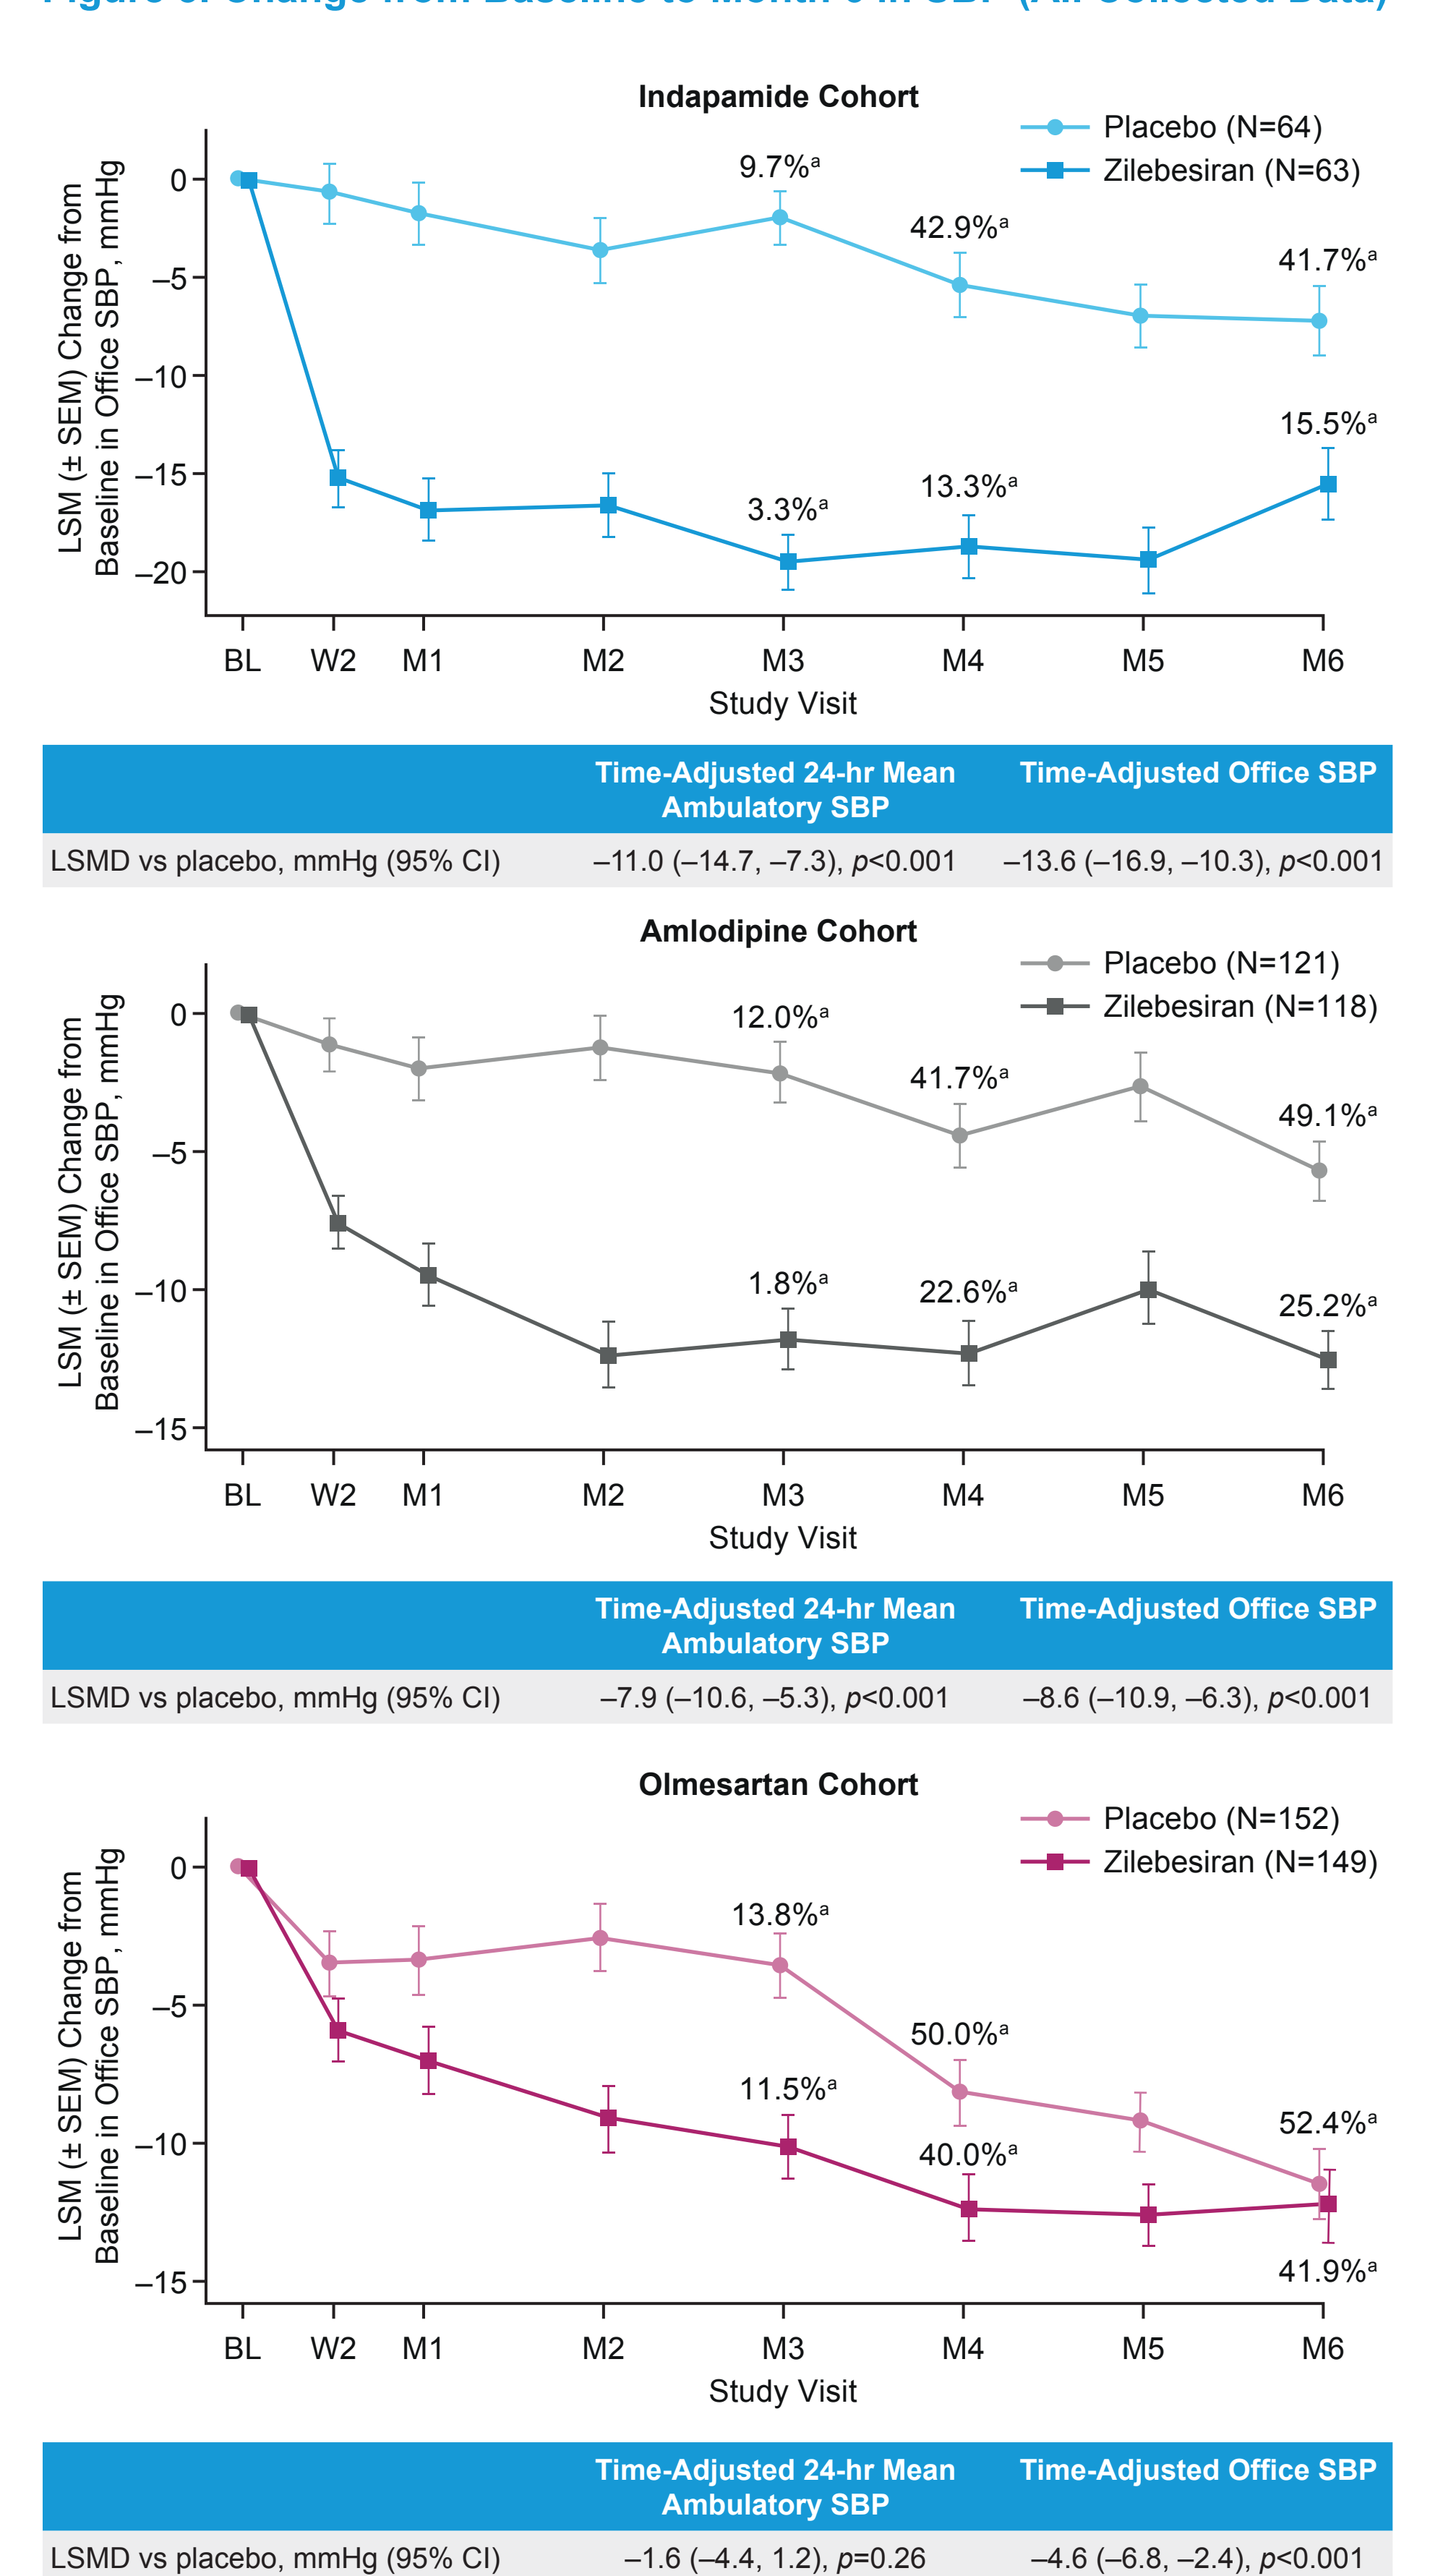 Indapamide Cohort
Placebo (N=64)
Zilebesiran (N=63)
LSM (± SEM) Change from
Baseline in Office SBP, mmHg
0
–5
–10
–15
–20
9.7%ᵃ
42.9%ᵃ
41.7%ᵃ
3.3%ᵃ
13.3%ᵃ
15.5%ᵃ
BL W2 M1 M2 M3 M4 M5 M6
Study Visit
Time-Adjusted 24-hr Mean
Ambulatory SBP
Time-Adjusted Office SBP
LSMD vs placebo, mmHg (95% CI) –11.0 (–14.7, –7.3), p<0.001 –13.6 (–16.9, –10.3), p<0.001
Amlodipine Cohort
Placebo (N=121)
Zilebesiran (N=118)
LSM (± SEM) Change from
Baseline in Office SBP, mmHg
0
–5
–10
–15
12.0%ᵃ
41.7%ᵃ
49.1%ᵃ
1.8%ᵃ
22.6%ᵃ
25.2%ᵃ
BL W2 M1 M2 M3 M4 M5 M6
Study Visit
Time-Adjusted 24-hr Mean
Ambulatory SBP
Time-Adjusted Office SBP
LSMD vs placebo, mmHg (95% CI) –7.9 (–10.6, –5.3), p<0.001 –8.6 (–10.9, –6.3), p<0.001
Olmesartan Cohort
Placebo (N=152)
Zilebesiran (N=149)
LSM (± SEM) Change from
Baseline in Office SBP, mmHg
0
–5
–10
–15
13.8%ᵃ
50.0%ᵃ
52.4%ᵃ
11.5%ᵃ
40.0%ᵃ
41.9%ᵃ
BL W2 M1 M2 M3 M4 M5 M6
Study Visit
Time-Adjusted 24-hr Mean
Ambulatory SBP
Time-Adjusted Office SBP
LSMD vs placebo, mmHg (95% CI) –1.6 (–4.4, 1.2), p=0.26 –4.6 (–6.8, –2.4), p<0.001